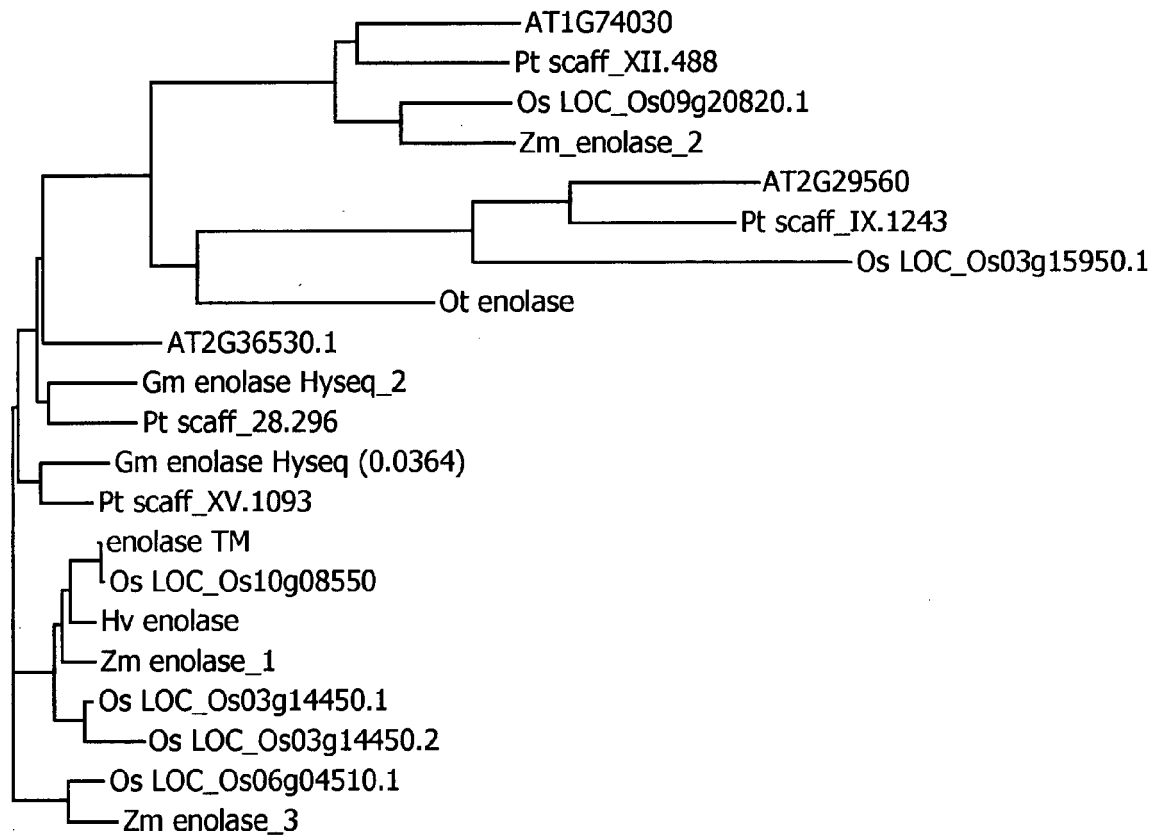 AT1G74030
Pt scaff_XII.488
Os LOC_Os09g20820.1
Zm_enolase_2
AT2G29560
Pt scaff_IX.1243
Os LOC_Os03g15950.1
Ot enolase
AT2G36530.1
Gm enolase Hyseq_2
Pt scaff_28.296
Gm enolase Hyseq (0.0364)
Pt scaff_XV.1093
enolase TM
Os LOC_Os10g08550
Hv enolase
Zm enolase_1
Os LOC_Os03g14450.1
Os LOC_Os03g14450.2
Os LOC_Os06g04510.1
Zm enolase_3